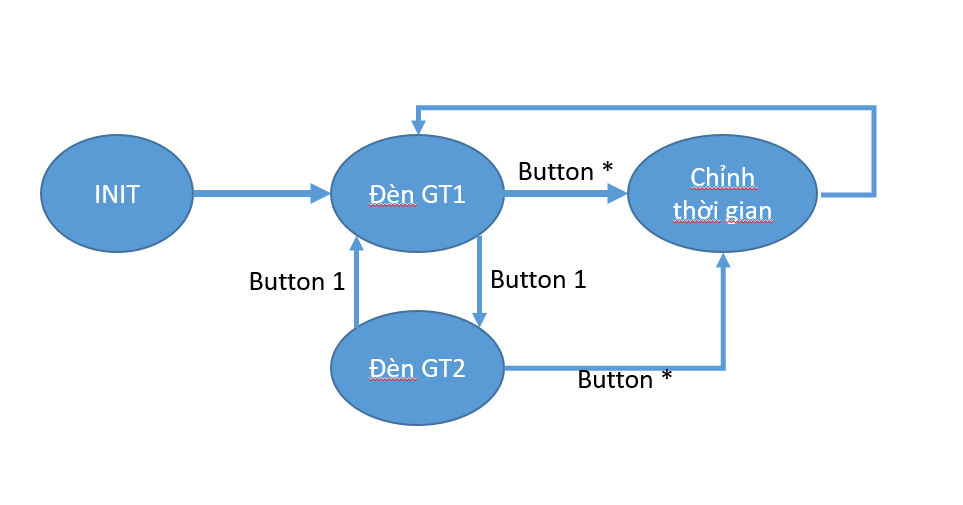 INIT
Đèn GT1
Button *
Chỉnh
thời gian
Button 1
Button 1
Đèn GT2
Button *